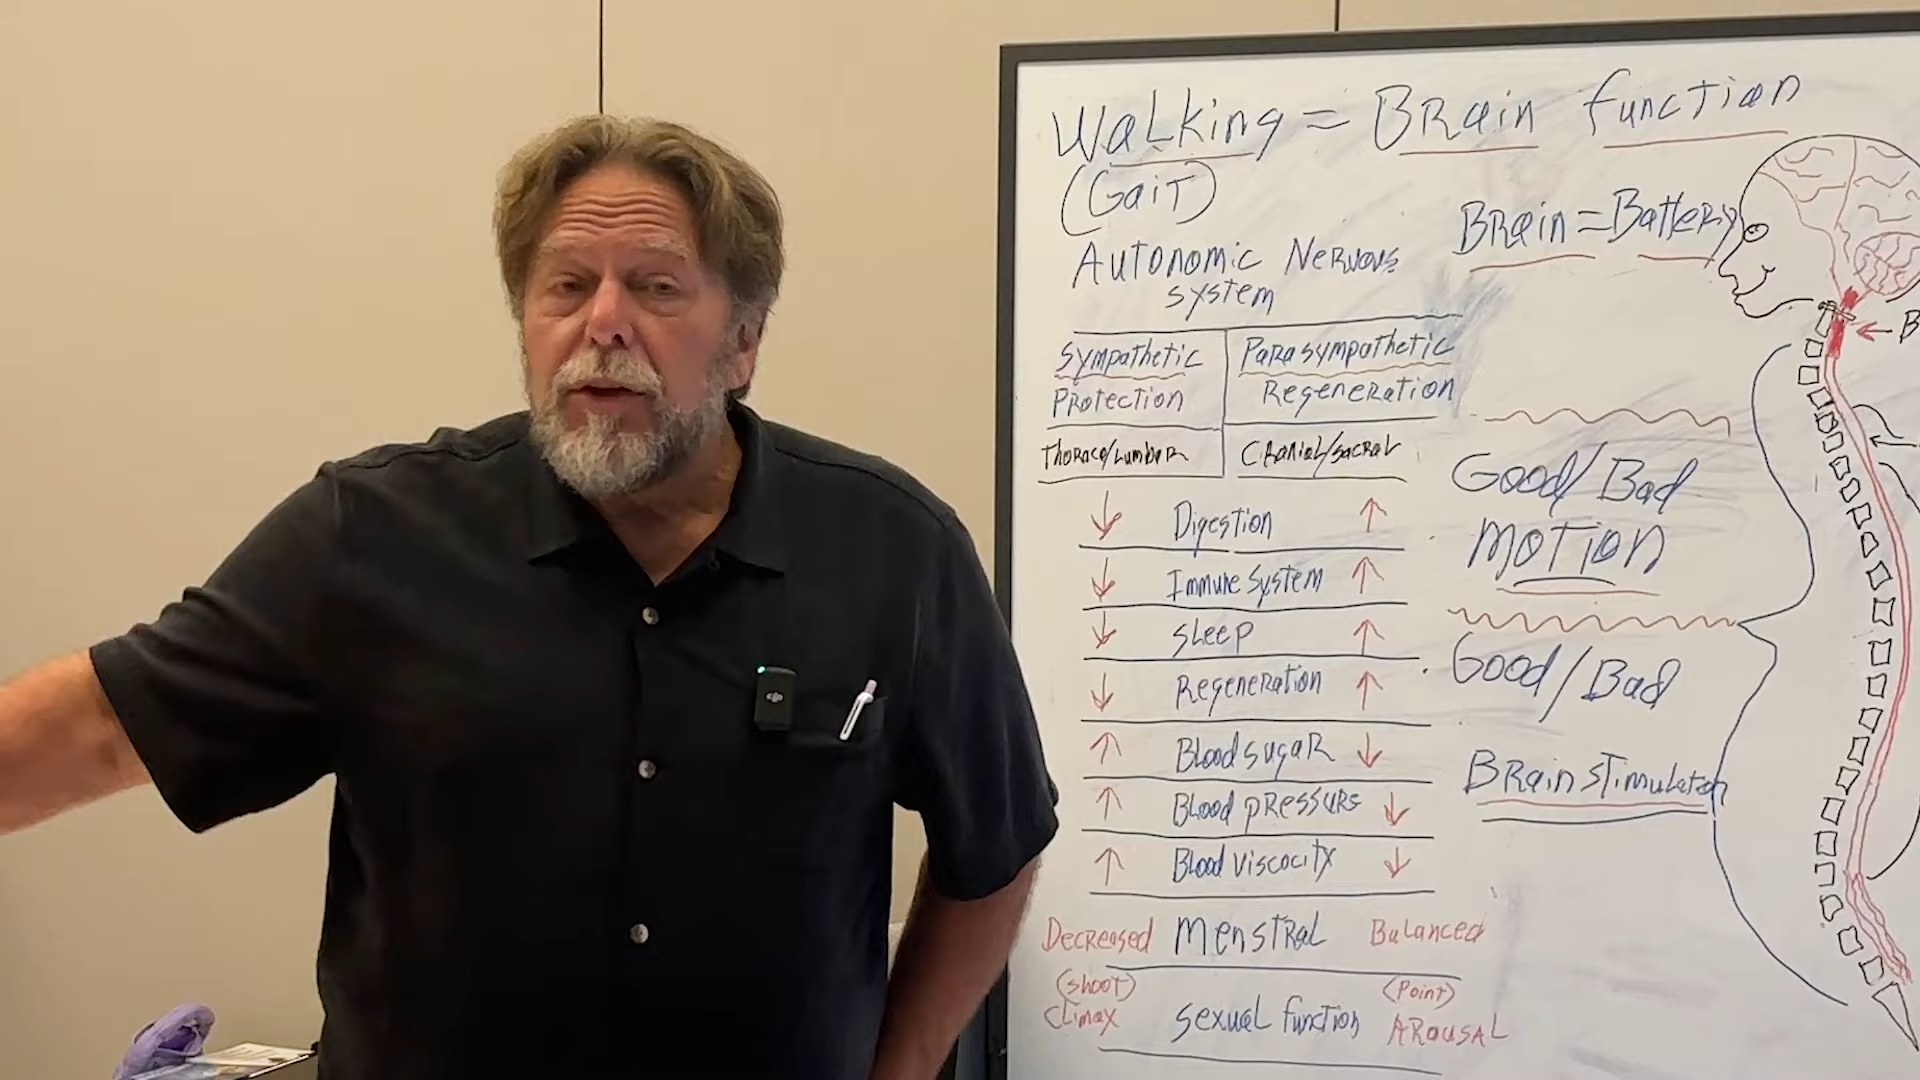 Walking = Brain function
(Gait)
Brain = Battery
Autonomic Nervous
system
Sympathetic Parasympathetic
Protection Regeneration
Thoraco/Lumbar Cranial/sacral
↓ Digestion ↑
↓ Immune system ↑
↓ Sleep ↑
↓ Regeneration ↑
↑ Blood sugar ↓
↑ Blood pressure ↓
↑ Blood viscocity ↓
Decreased Menstral Balanced
(shoot) (Point)
Climax sexual function Arousal
Good/Bad
Motion
Good/Bad
Brain stimulation
← B
dji